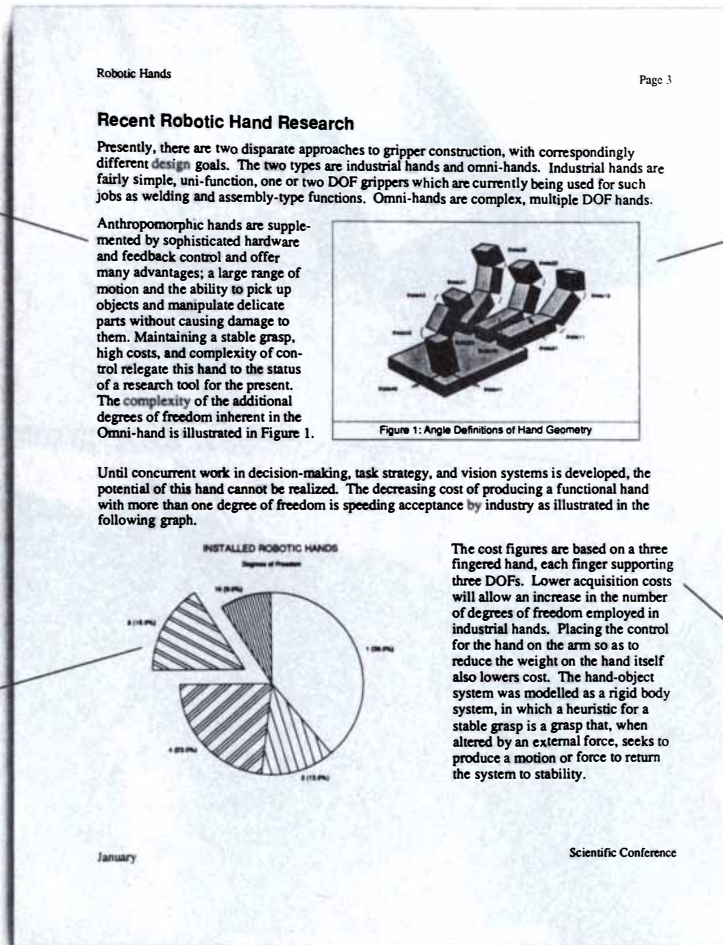 Robotic Hands
Page 3
Recent Robotic Hand Research
Presently, there are two disparate approaches to gripper construction, with correspondingly
different design goals. The two types are industrial hands and omni-hands. Industrial hands are
fairly simple, uni-function, one or two DOF grippers which are currently being used for such
jobs as welding and assembly-type functions. Omni-hands are complex, multiple DOF hands.
Anthropomorphic hands are supple-
mented by sophisticated hardware
and feedback control and offer
many advantages; a large range of
motion and the ability to pick up
objects and manipulate delicate
parts without causing damage to
them. Maintaining a stable grasp,
high costs, and complexity of con-
trol relegate this hand to the status
of a research tool for the present.
The complexity of the additional
degrees of freedom inherent in the
Omni-hand is illustrated in Figure 1.
Figure 1: Angle Definitions of Hand Geometry
Until concurrent work in decision-making, task strategy, and vision systems is developed, the
potential of this hand cannot be realized. The decreasing cost of producing a functional hand
with more than one degree of freedom is speeding acceptance by industry as illustrated in the
following graph.
INSTALLED ROBOTIC HANDS
Degrees of Freedom
The cost figures are based on a three
fingered hand, each finger supporting
three DOFs. Lower acquisition costs
will allow an increase in the number
of degrees of freedom employed in
industrial hands. Placing the control
for the hand on the arm so as to
reduce the weight on the hand itself
also lowers cost. The hand-object
system was modelled as a rigid body
system, in which a heuristic for a
stable grasp is a grasp that, when
altered by an external force, seeks to
produce a motion or force to return
the system to stability.
January
Scientific Conference